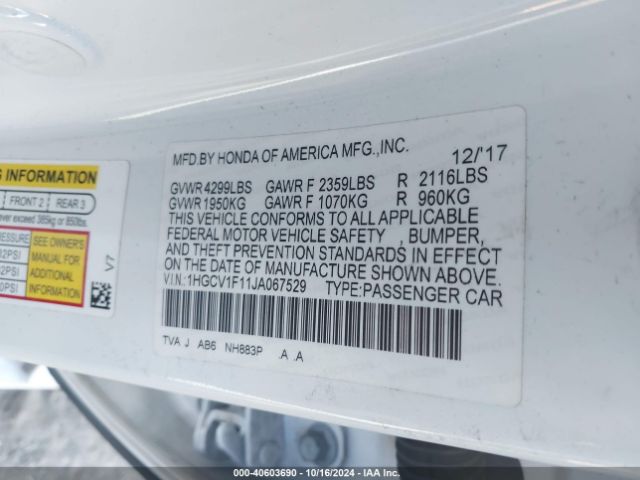 MFD.BY HONDA OF AMERICA MFG.,INC. 12/'17
GVWR 4299LBS GAWR F 2359LBS R 2116LBS
GVWR 1950KG GAWR F 1070KG R 960KG
THIS VEHICLE CONFORMS TO ALL APPLICABLE
FEDERAL MOTOR VEHICLE SAFETY , BUMPER,
AND THEFT PREVENTION STANDARDS IN EFFECT
ON THE DATE OF MANUFACTURE SHOWN ABOVE.
V.I.N.:1HGCV1F11JA067529 TYPE:PASSENGER CAR
TVA J AB6 NH883P .A .A
G INFORMATION
FRONT 2 REAR 3
ever exceed 385kg or 850lbs.
RESSURE
SEE OWNER'S
MANUAL FOR
ADDITIONAL
INFORMATION
2PSI
2PSI
0PSI
V7
000-40603690 - 10/16/2024 - IAA Inc.